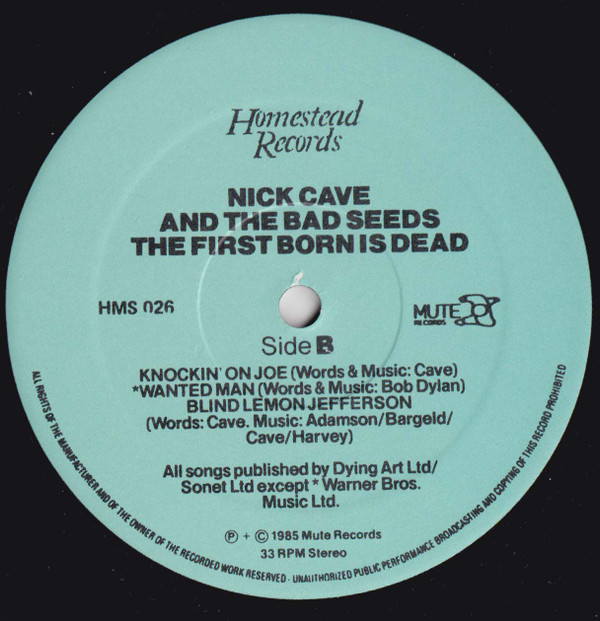 Homestead
Records
NICK CAVE
AND THE BAD SEEDS
THE FIRST BORN IS DEAD
HMS 026
MUTE
RECORDS
Side B
KNOCKIN' ON JOE (Words & Music: Cave)
*WANTED MAN (Words & Music: Bob Dylan)
BLIND LEMON JEFFERSON
(Words: Cave. Music: Adamson/Bargeld/
Cave/Harvey)
All songs published by Dying Art Ltd/
Sonet Ltd except * Warner Bros.
Music Ltd.
Ⓟ + © 1985 Mute Records
33 RPM Stereo
ALL RIGHTS OF THE MANUFACTURER AND OF THE OWNER OF THE RECORDED WORK RESERVED · UNAUTHORIZED PUBLIC PERFORMANCE BROADCASTING AND COPYING OF THIS RECORD PROHIBITED